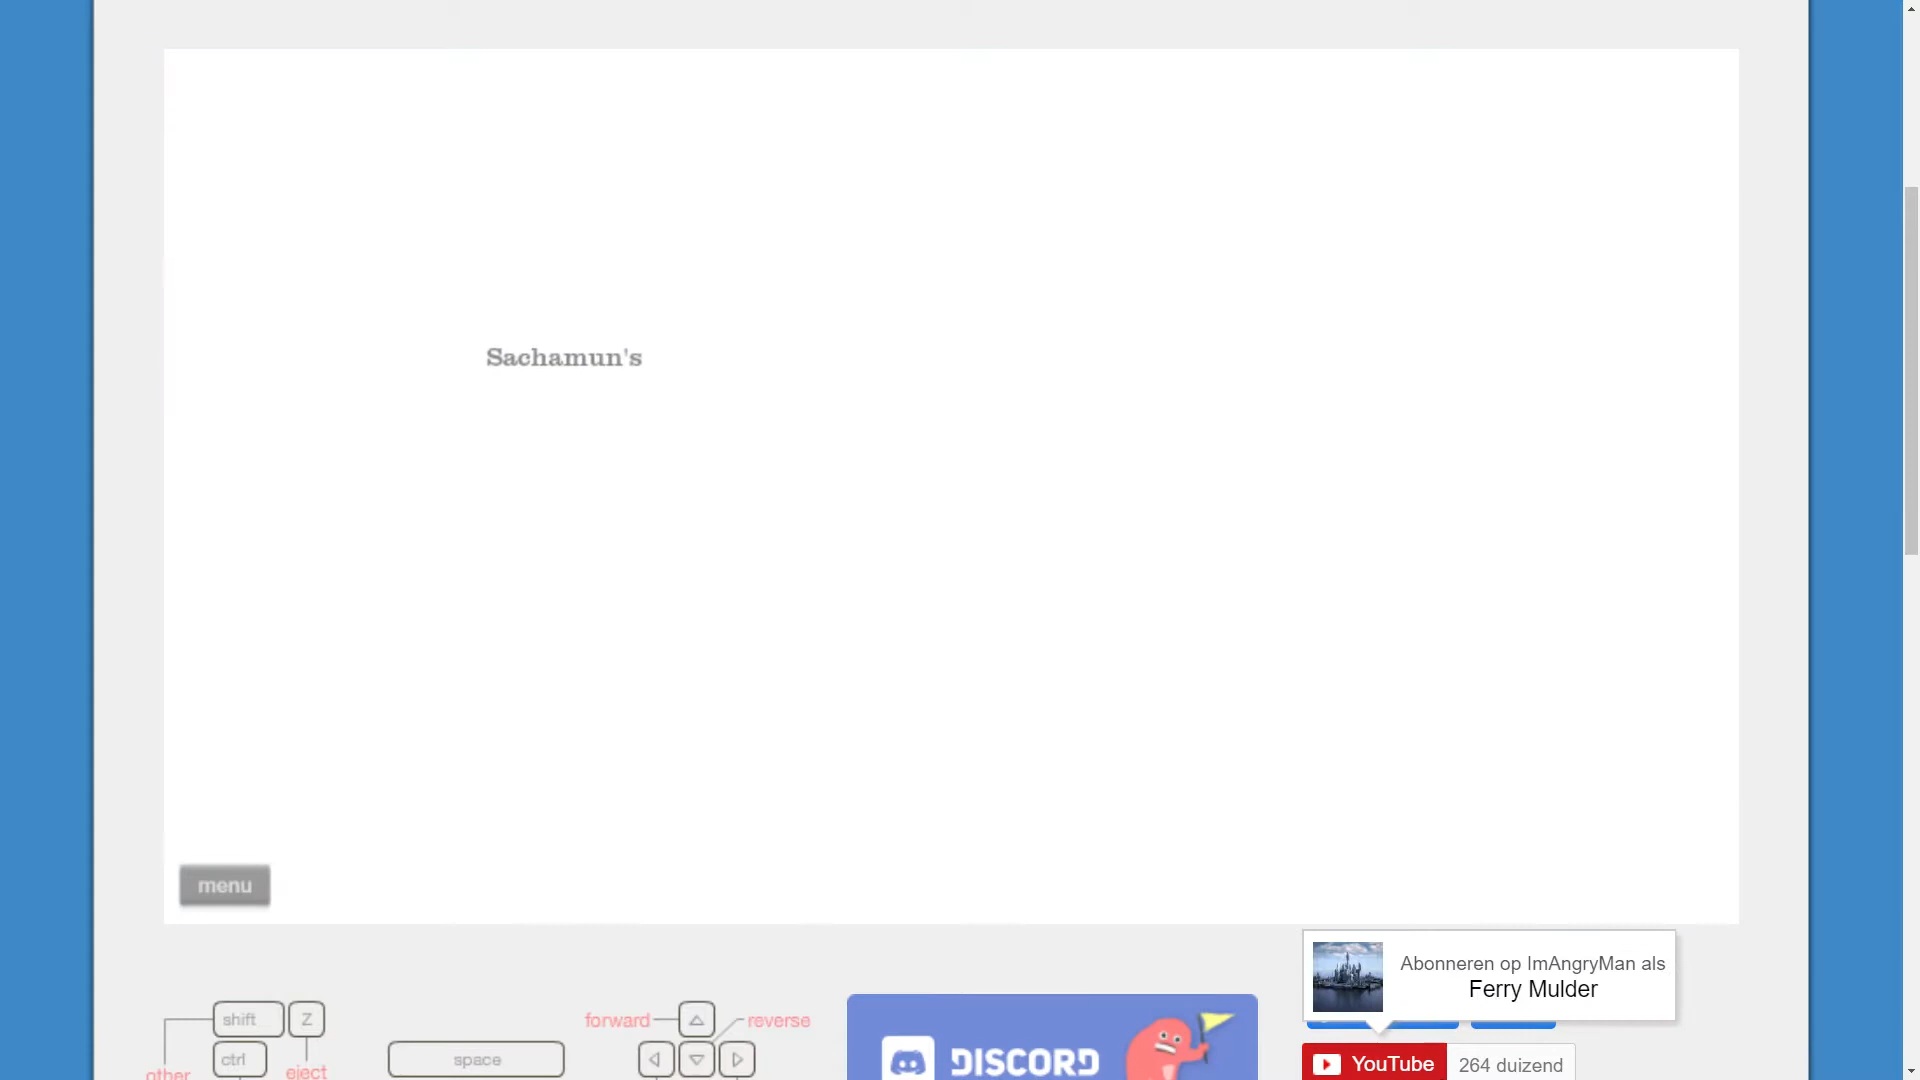 Sachamun's
menu
Abonneren op ImAngryMan als
Ferry Mulder
shift Z
forward
reverse
ctrl
space
other
eject
DISCORD
YouTube 264 duizend